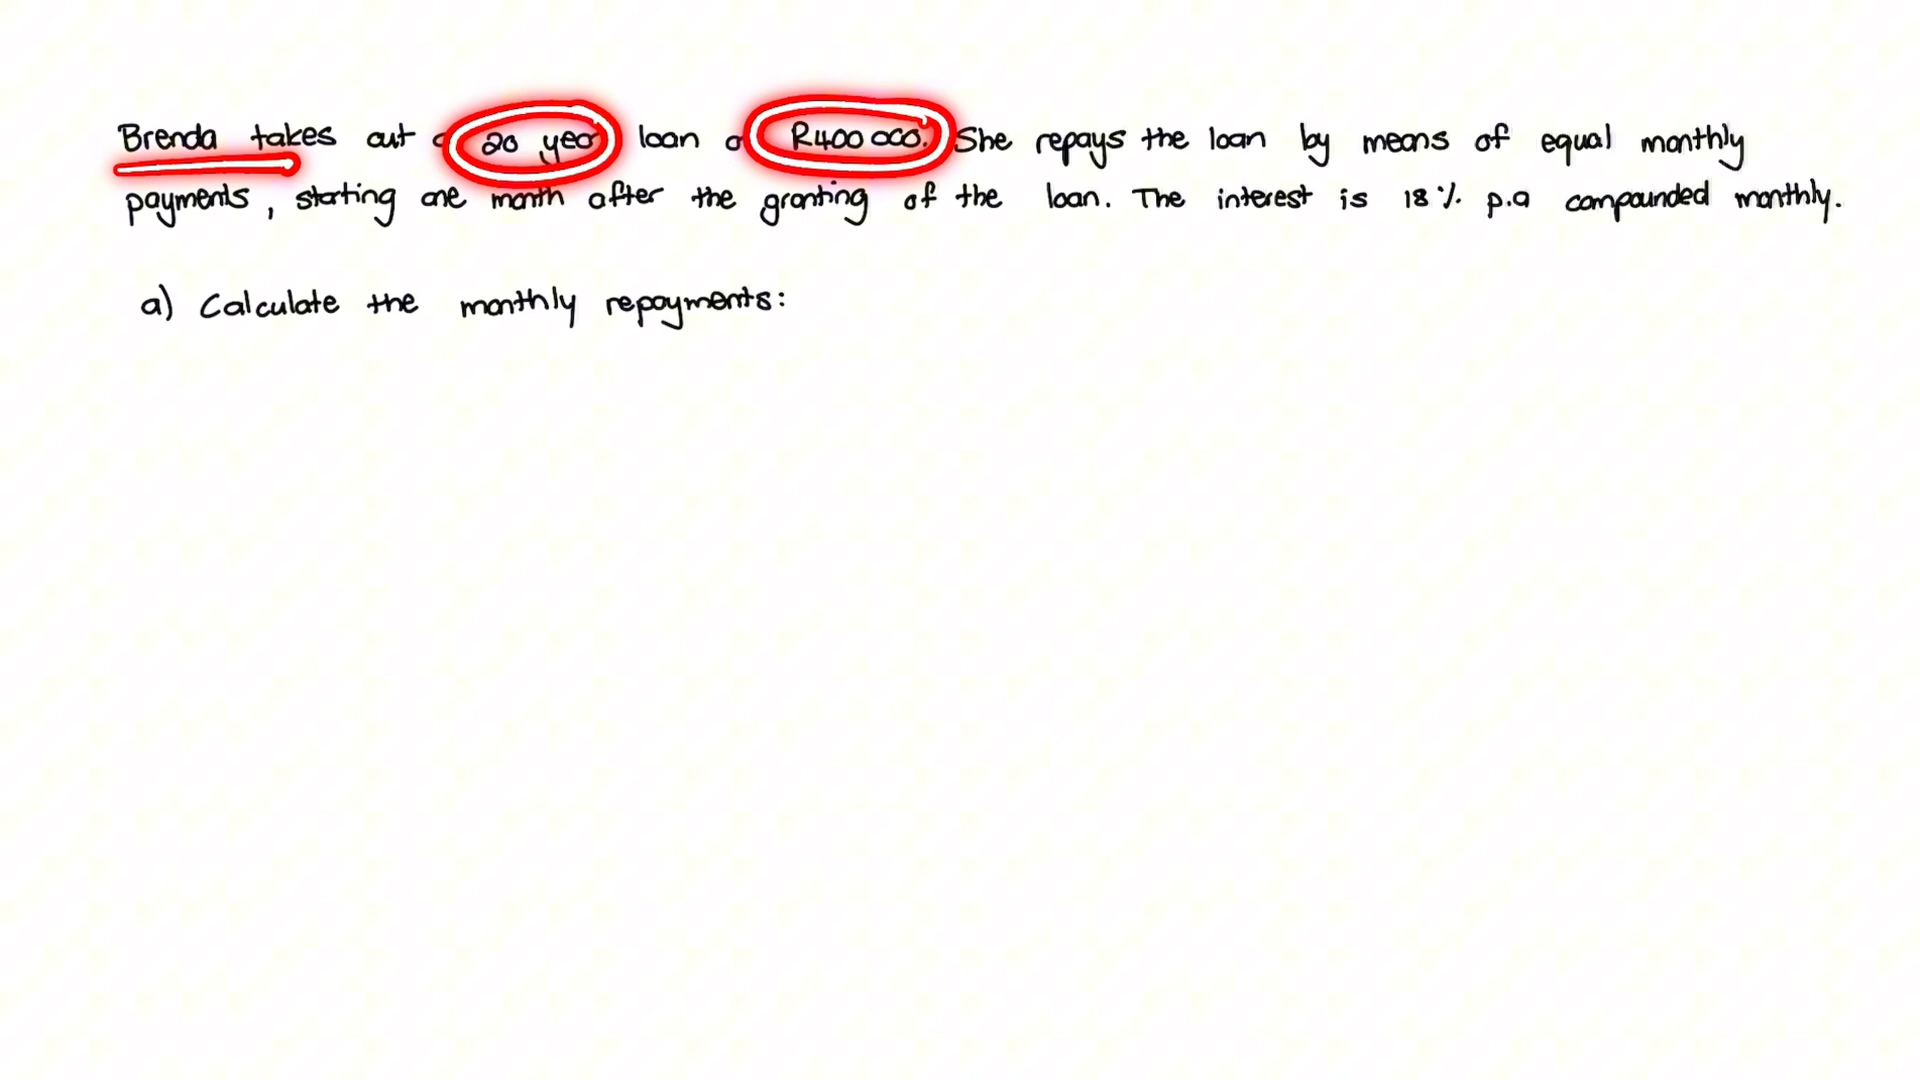 Brenda takes out a 20 year loan of R400 000. She repays the loan by means of equal monthly
payments, starting one month after the granting of the loan. The interest is 18% p.a compounded monthly.
a) Calculate the monthly repayments: